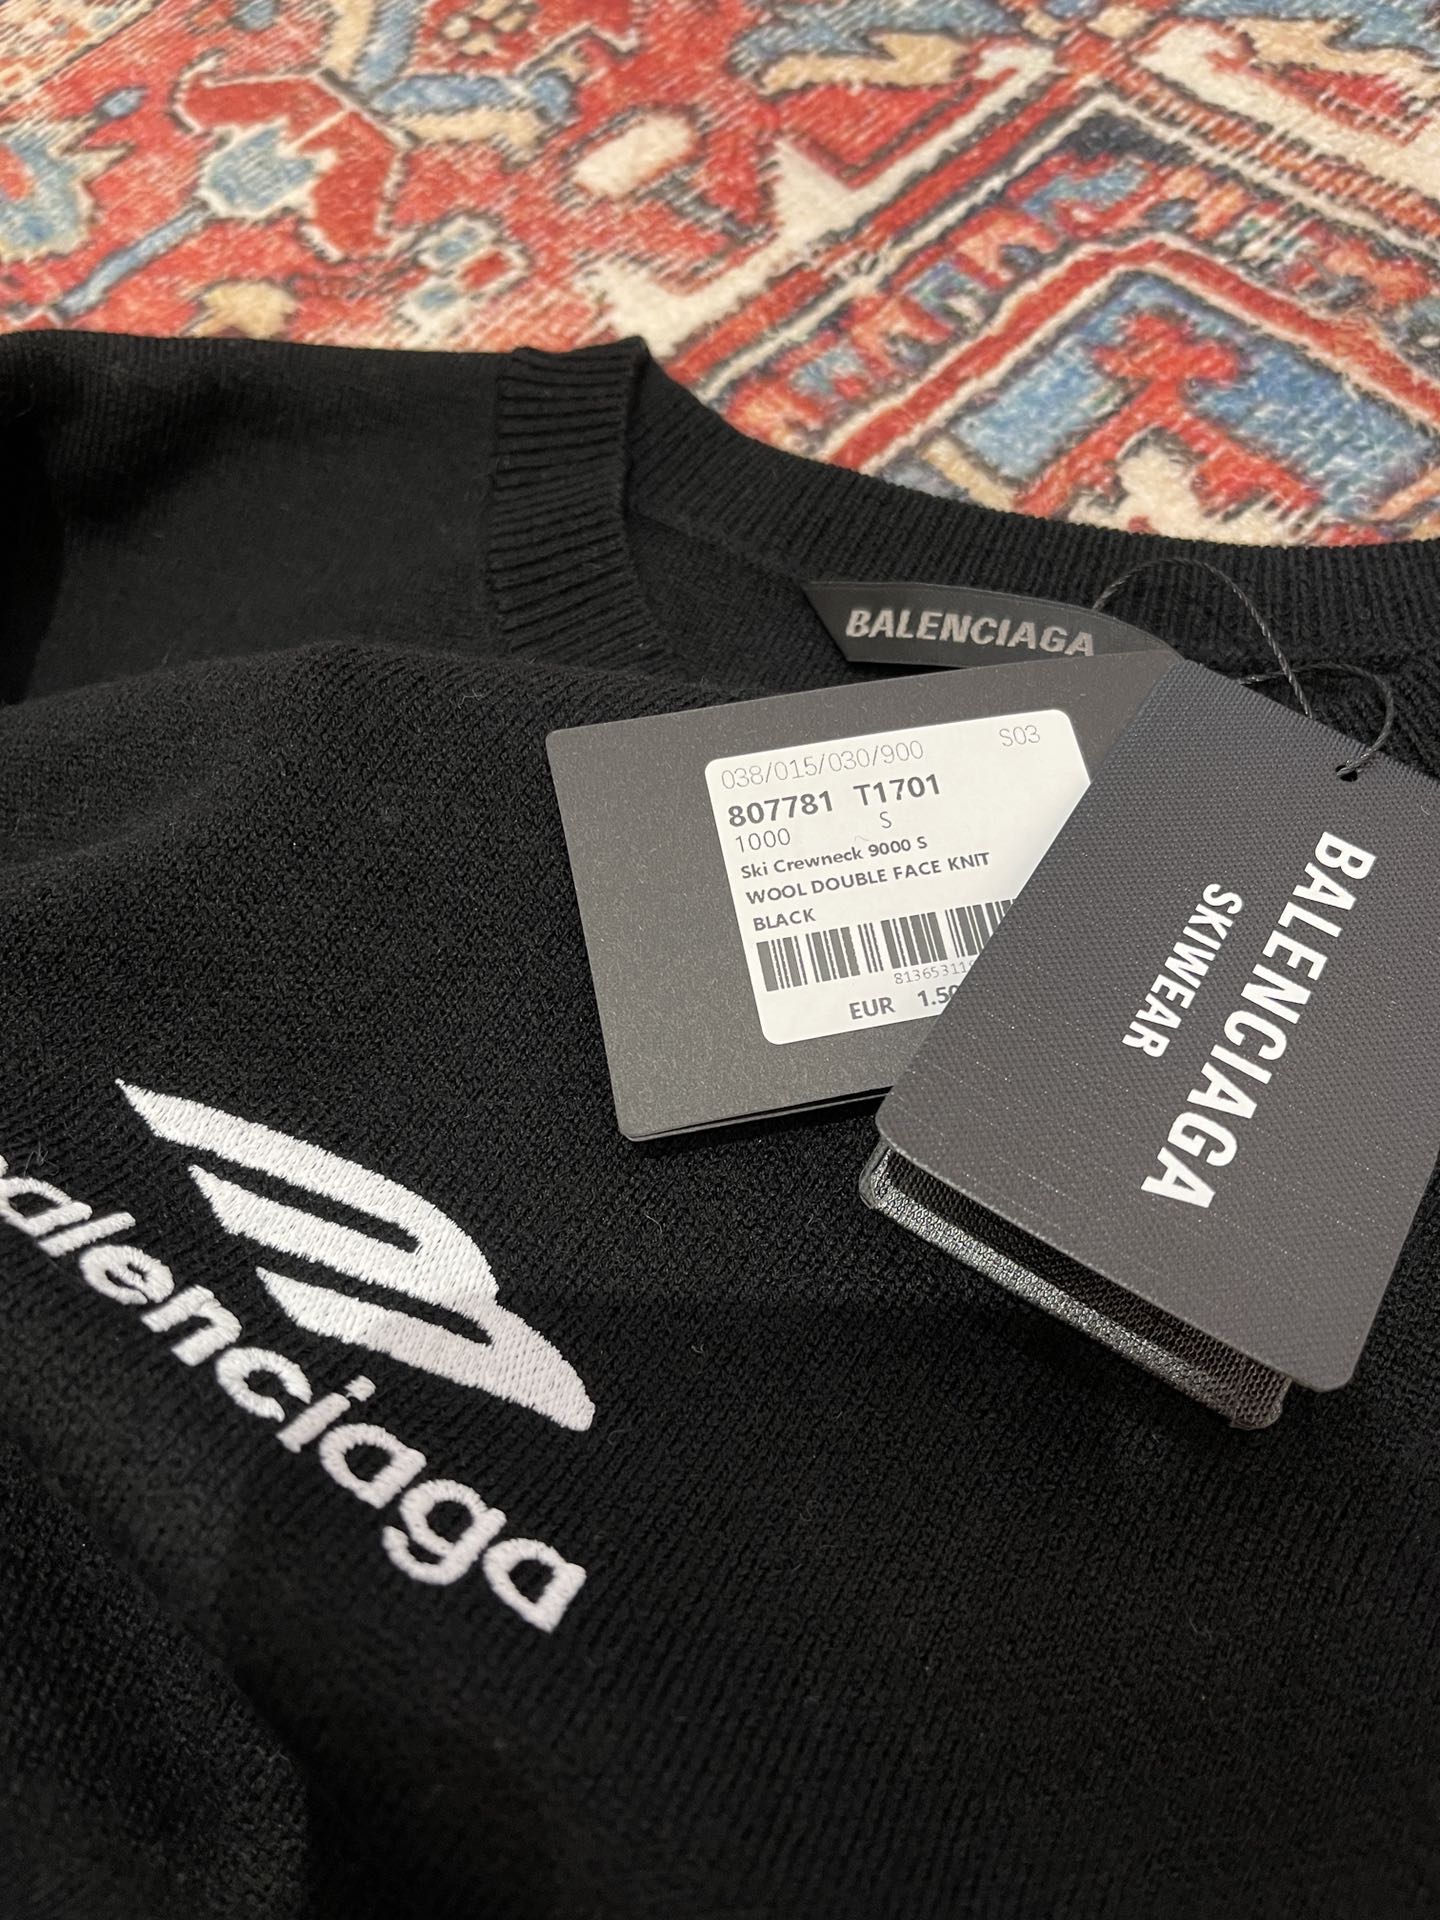 BALENCIAGA
038/015/030/900 S03
807781 T1701
1000 S
Ski Crewneck 9000 S
WOOL DOUBLE FACE KNIT
BLACK
EUR
BALENCIAGA
SKIWEAR
alenciaga